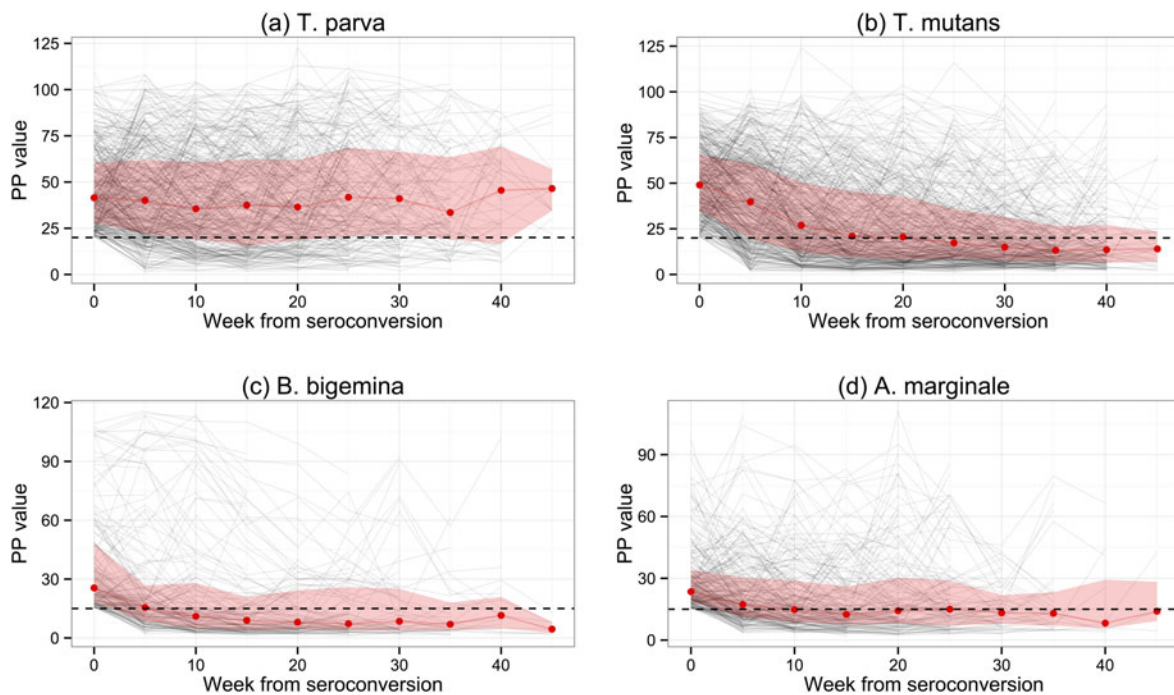 (a) T. parva
125
100
75
50
25
0
PP value
0 10 20 30 40
Week from seroconversion
(b) T. mutans
125
100
75
50
25
0
PP value
0 10 20 30 40
Week from seroconversion
(c) B. bigemina
120
90
60
30
0
PP value
0 10 20 30 40
Week from seroconversion
(d) A. marginale
90
60
30
0
PP value
0 10 20 30 40
Week from seroconversion